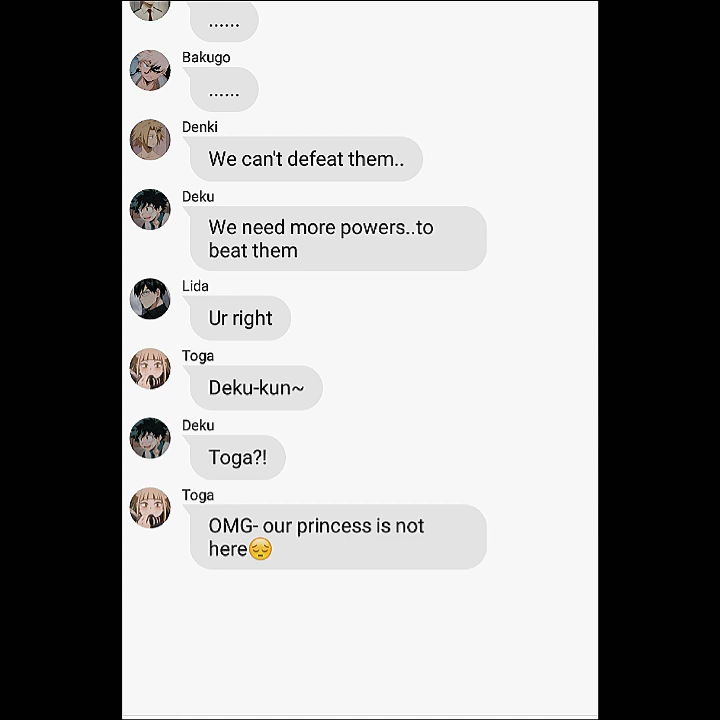 ......
Bakugo
......
Denki
We can't defeat them..
Deku
We need more powers..to
beat them
Lida
Ur right
Toga
Deku-kun~
Deku
Toga?!
Toga
OMG- our princess is not
here😔